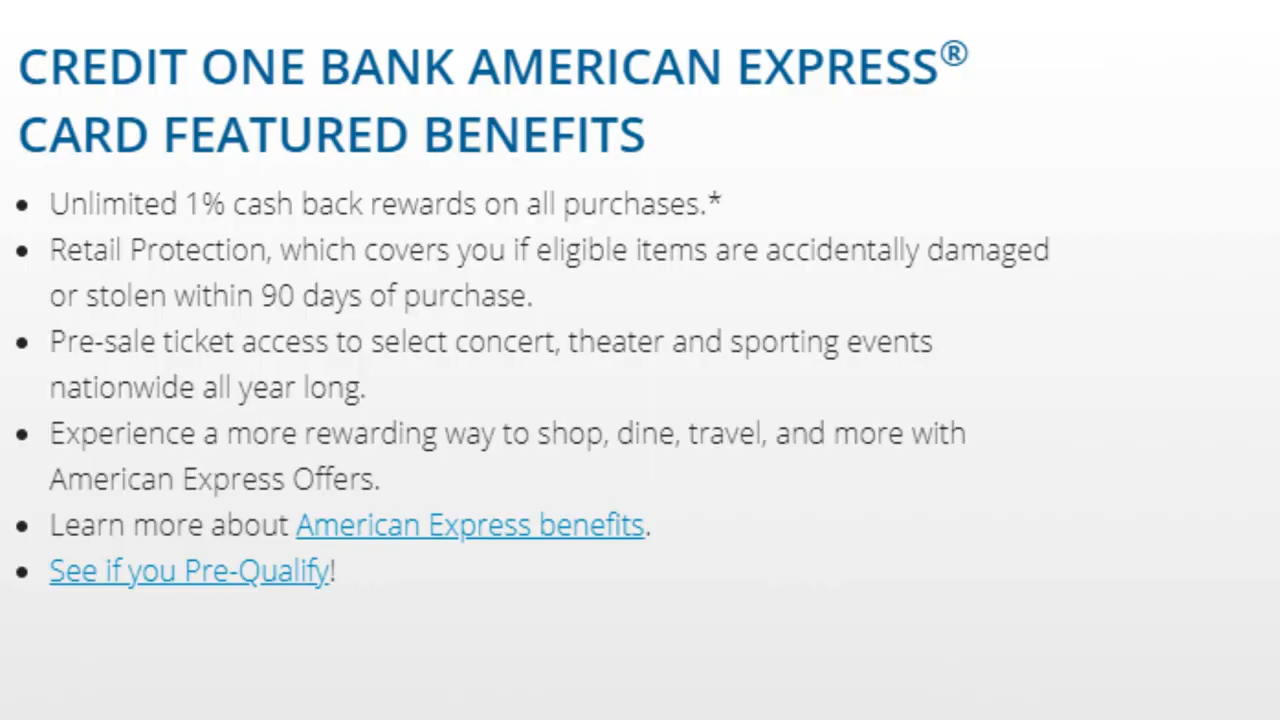 CREDIT ONE BANK AMERICAN EXPRESS®
CARD FEATURED BENEFITS
• Unlimited 1% cash back rewards on all purchases.*
• Retail Protection, which covers you if eligible items are accidentally damaged
or stolen within 90 days of purchase.
• Pre-sale ticket access to select concert, theater and sporting events
nationwide all year long.
• Experience a more rewarding way to shop, dine, travel, and more with
American Express Offers.
• Learn more about American Express benefits.
• See if you Pre-Qualify!